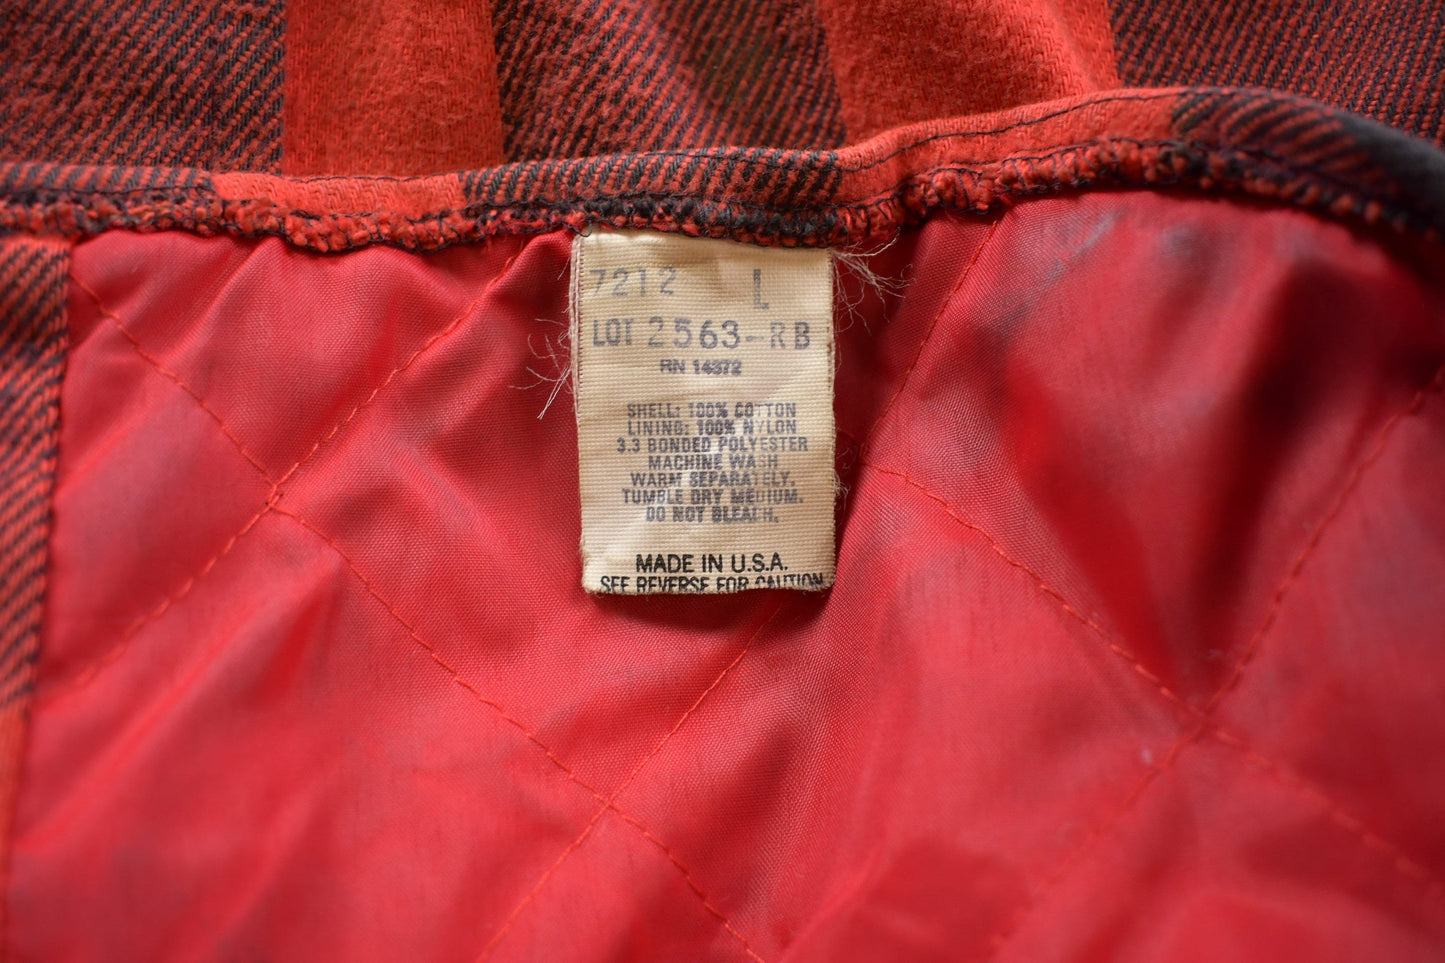 7212 L
LOT 2563-RB
RN 14372
SHELL: 100% COTTON
LINING: 100% NYLON
3.3 BONDED POLYESTER
MACHINE WASH
WARM SEPARATELY.
TUMBLE DRY MEDIUM.
DO NOT BLEACH.
MADE IN U.S.A.
SEE REVERSE FOR CAUTION